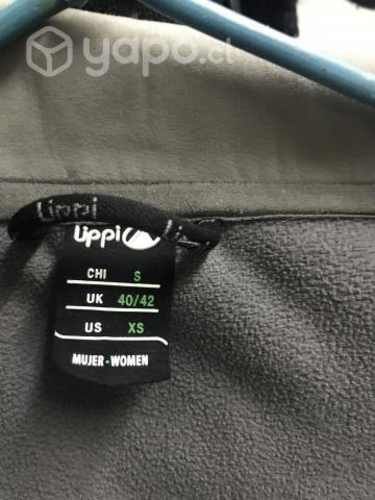 yapo.cl
Lippi
Lippi
CHI S
UK 40/42
US XS
MUJER-WOMEN